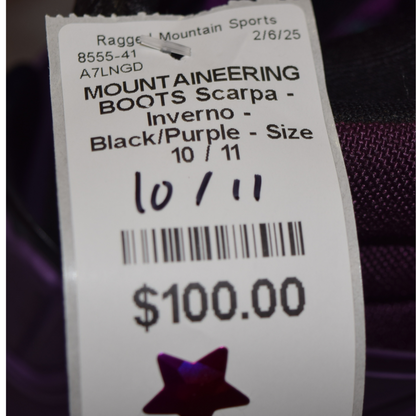 Ragged Mountain Sports
8555-41 2/6/25
A7LNGD
MOUNTAINEERING
BOOTS Scarpa -
Inverno -
Black/Purple - Size
10 / 11
10 / 11
$100.00